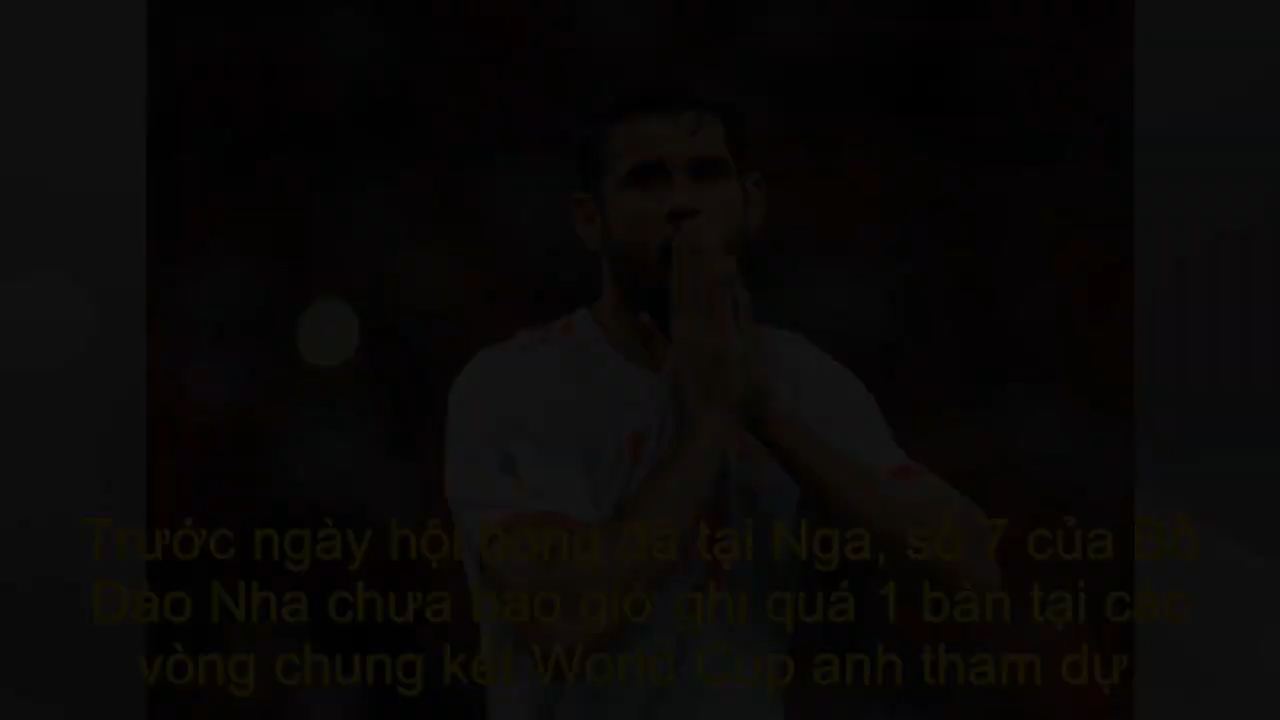 Trước ngày hội bóng đá tại Nga, số 7 của Bồ
Đào Nha chưa bao giờ ghi quá 1 bàn tại các
vòng chung kết World Cup anh tham dự.